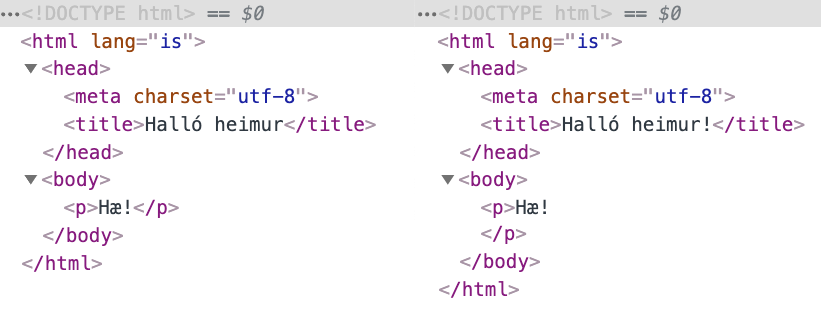 …<!DOCTYPE html> == $0
<html lang="is">
▼<head>
<meta charset="utf-8">
<title>Halló heimur</title>
</head>
▼<body>
<p>Hæ!</p>
</body>
</html>
…<!DOCTYPE html> == $0
<html lang="is">
▼<head>
<meta charset="utf-8">
<title>Halló heimur!</title>
</head>
▼<body>
<p>Hæ!
</p>
</body>
</html>